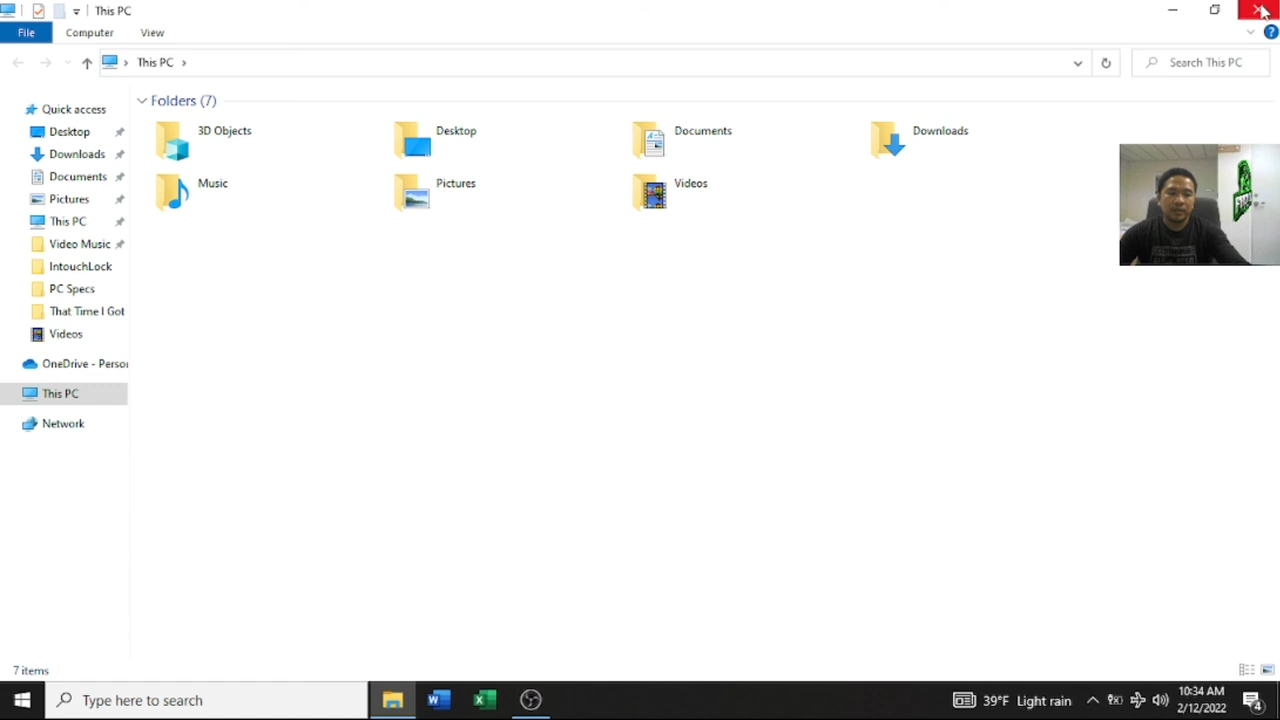 This PC
File Computer View
This PC
Search This PC
Quick access
Desktop
Downloads
Documents
Pictures
This PC
Video Music
IntouchLock
PC Specs
That Time I Got
Videos
OneDrive - Person
This PC
Network
Folders (7)
3D Objects
Desktop
Documents
Downloads
Music
Pictures
Videos
7 items
Type here to search
39°F Light rain
10:34 AM
2/12/2022
4